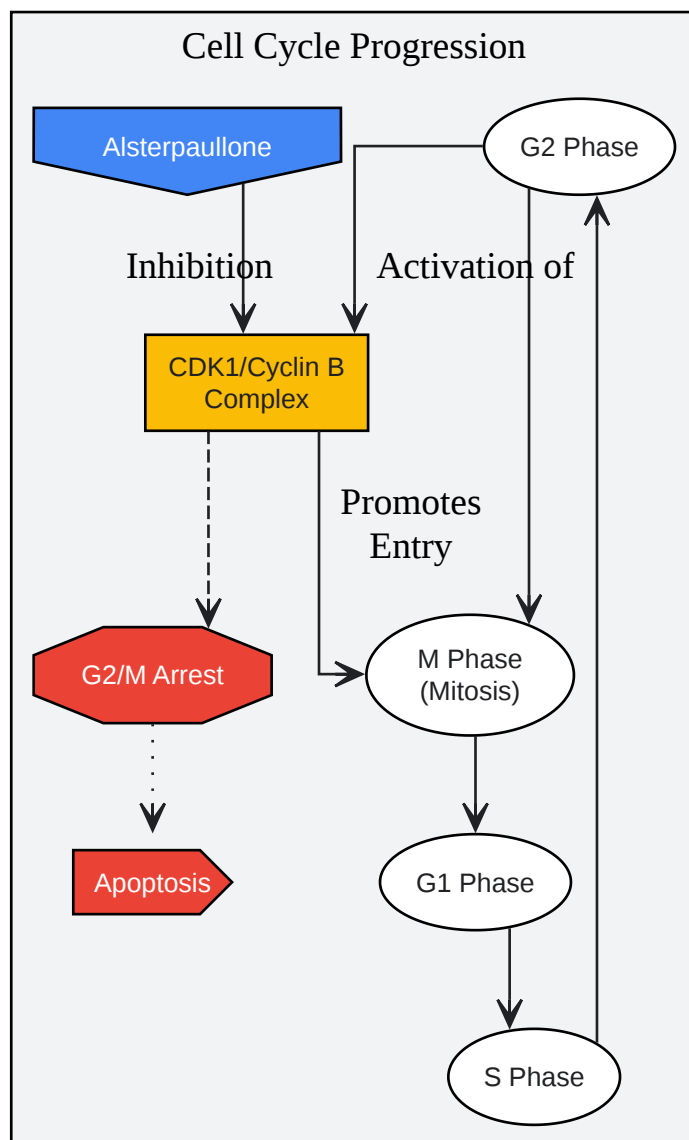 Cell Cycle Progression
Alsterpaullone
G2 Phase
Inhibition
Activation of
CDK1/Cyclin B
Complex
Promotes
Entry
G2/M Arrest
M Phase
(Mitosis)
Apoptosis
G1 Phase
S Phase